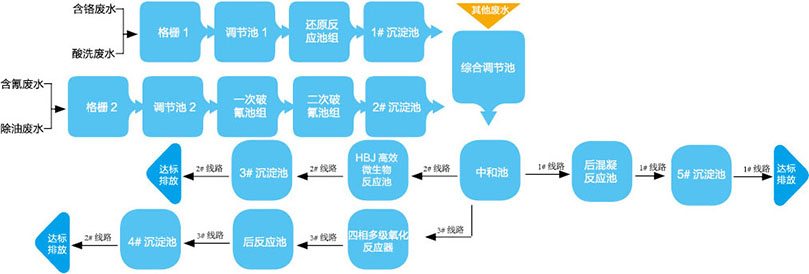 含铬废水
酸洗废水
格栅 1
调节池 1
还原反
应池组
1# 沉淀池
其他废水
综合调节池
含氰废水
除油废水
格栅 2
调节池 2
一次破
氰池组
二次破
氰池组
2# 沉淀池
达标
排放
2# 线路
3# 沉淀池
2# 线路
HBJ 高效
微生物
反应池
2# 线路
中和池
1# 线路
后混凝
反应池
1# 线路
5# 沉淀池
1# 线路
达标
排放
达标
排放
2# 线路
4# 沉淀池
3# 线路
后反应池
3# 线路
四相多级氧化
反应器
3# 线路